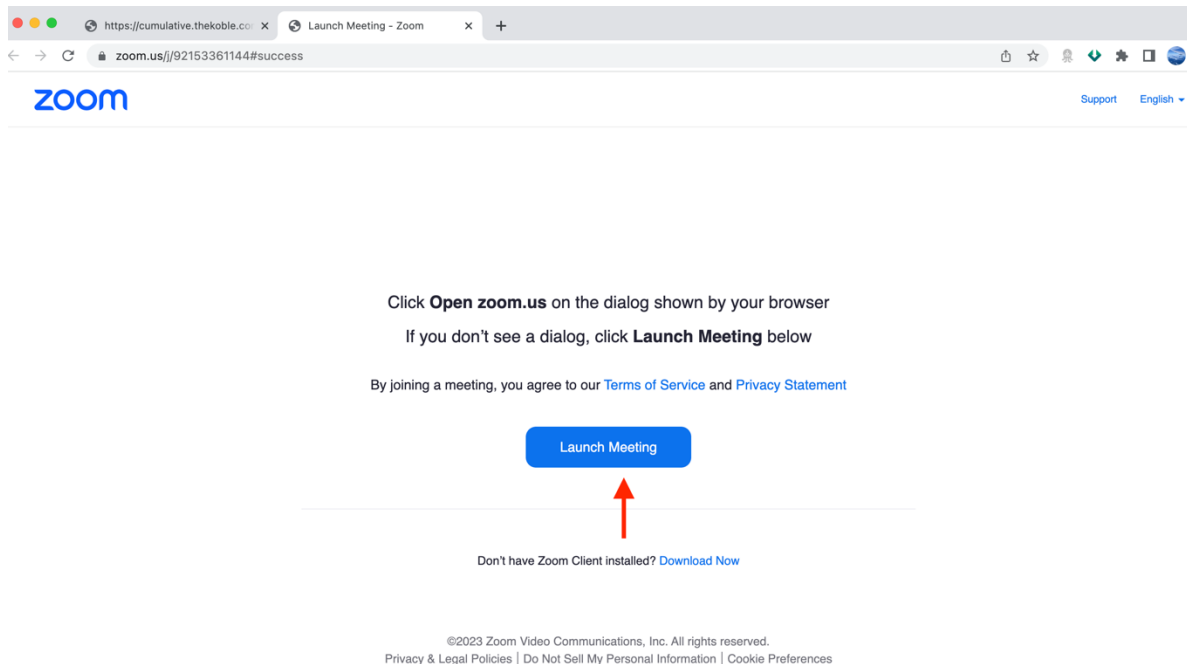 https://cumulative.thekoble.co
Launch Meeting - Zoom
zoom.us/j/92153361144#success
zoom
Support English
Click Open zoom.us on the dialog shown by your browser
If you don’t see a dialog, click Launch Meeting below
By joining a meeting, you agree to our Terms of Service and Privacy Statement
Launch Meeting
Don’t have Zoom Client installed? Download Now
©2023 Zoom Video Communications, Inc. All rights reserved.
Privacy & Legal Policies | Do Not Sell My Personal Information | Cookie Preferences